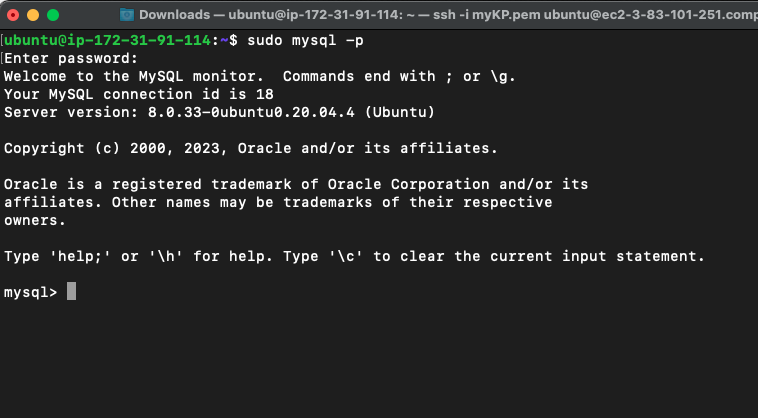 Downloads — ubuntu@ip-172-31-91-114: ~ — ssh -i myKP.pem ubuntu@ec2-3-83-101-251.comp
[ubuntu@ip-172-31-91-114:~$ sudo mysql -p
[Enter password:
Welcome to the MySQL monitor.  Commands end with ; or \g.
Your MySQL connection id is 18
Server version: 8.0.33-0ubuntu0.20.04.4 (Ubuntu)
Copyright (c) 2000, 2023, Oracle and/or its affiliates.
Oracle is a registered trademark of Oracle Corporation and/or its
affiliates. Other names may be trademarks of their respective
owners.
Type 'help;' or '\h' for help. Type '\c' to clear the current input statement.
mysql>